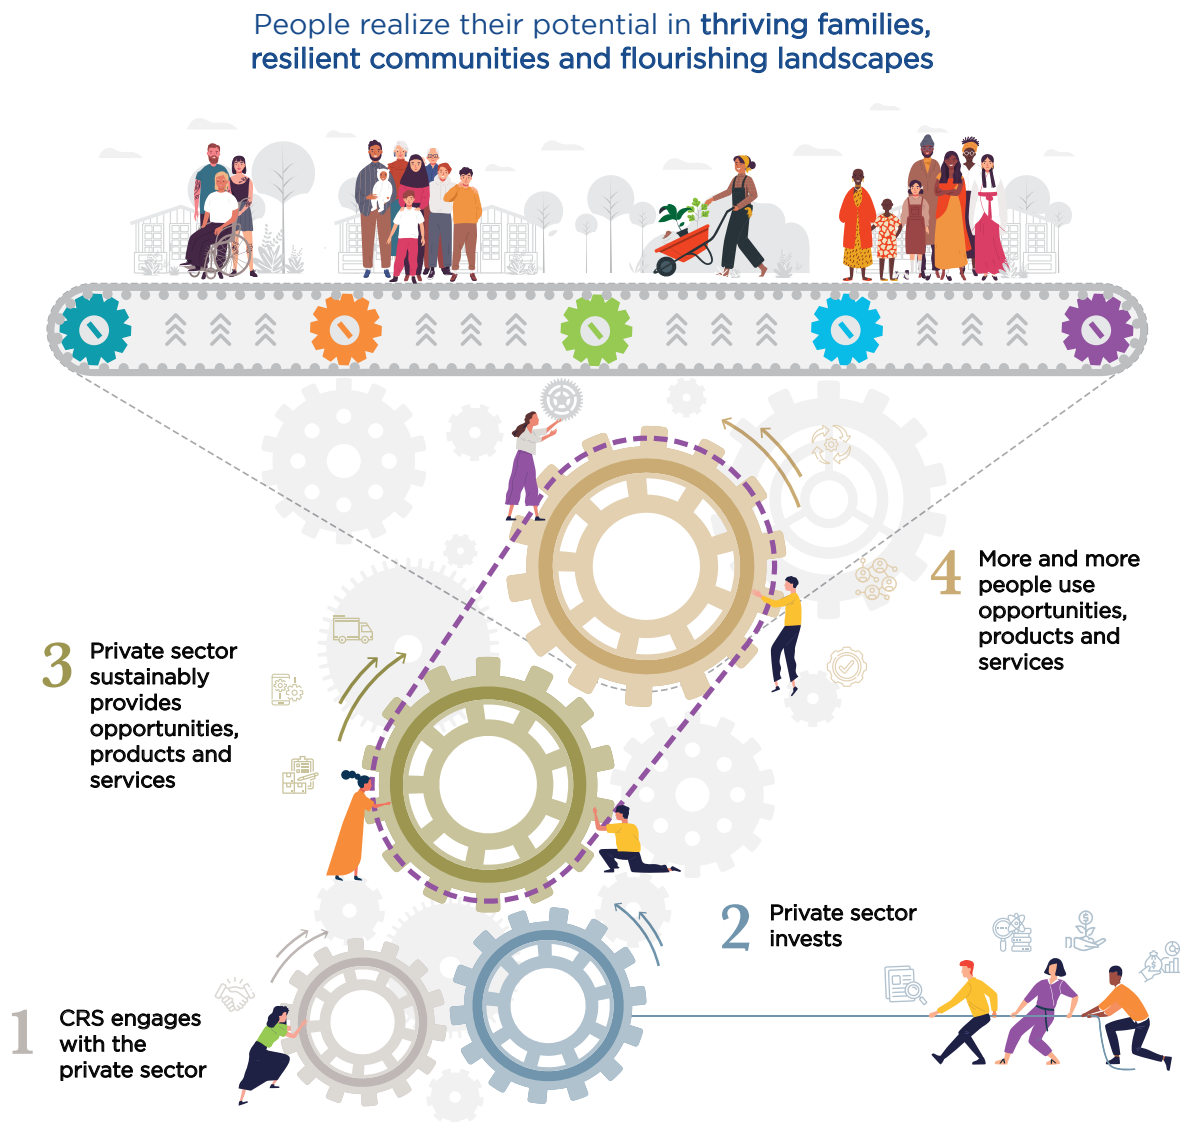 People realize their potential in thriving families,
resilient communities and flourishing landscapes
4
More and more
people use
opportunities,
products and
services
3
Private sector
sustainably
provides
opportunities,
products and
services
2
Private sector
invests
1
CRS engages
with the
private sector